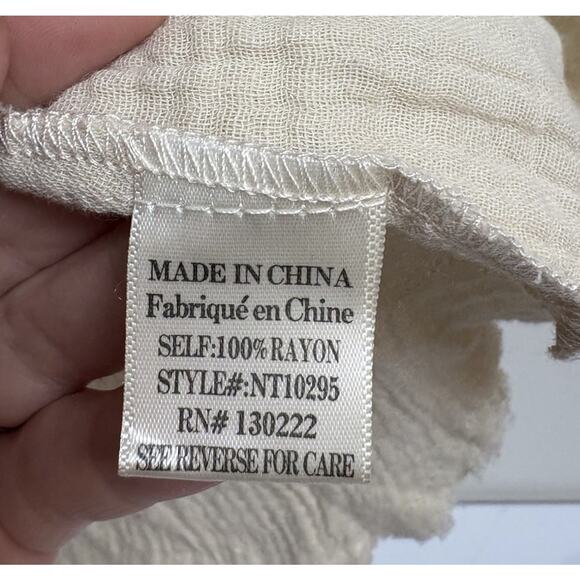 MADE IN CHINA
Fabriqué en Chine
SELF:100% RAYON
STYLE#:NT10295
RN# 130222
SEE REVERSE FOR CARE